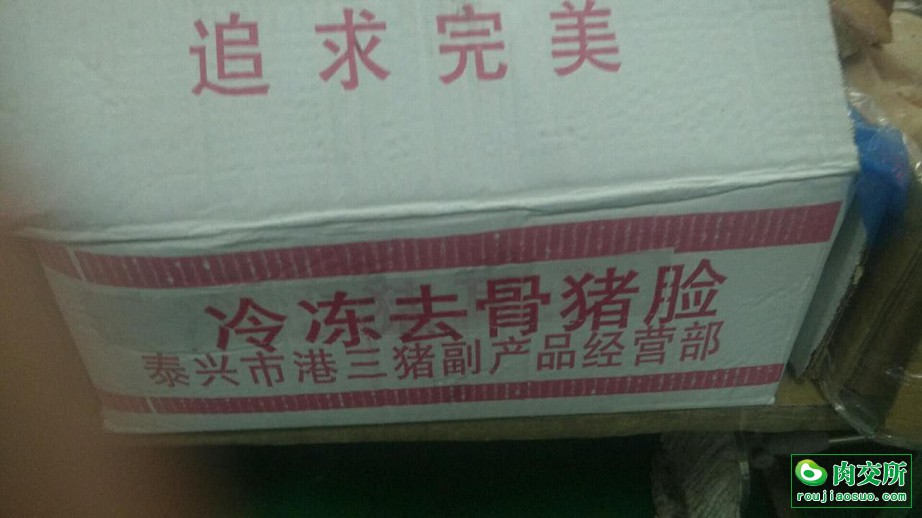 追求完美
冷冻去骨猪脸
泰兴市港三猪副产品经营部
肉交所
roujiaosuo.com